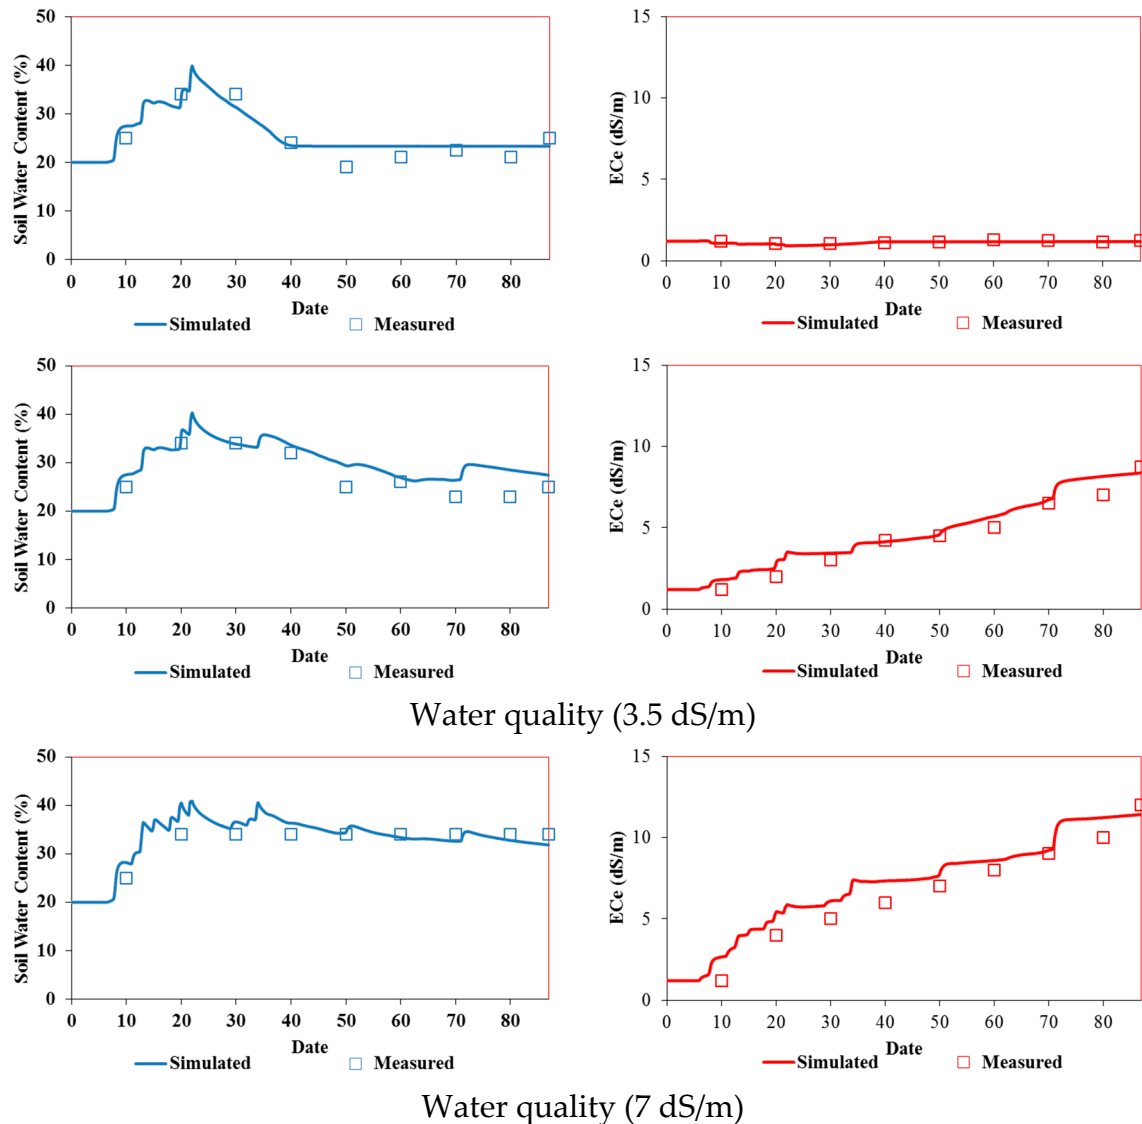 50
40
30
20
10
0
Soil Water Content (%)
0 10 20 30 40 50 60 70 80
Date
Simulated Measured
15
10
5
0
ECe (dS/m)
0 10 20 30 40 50 60 70 80
Date
Simulated Measured
50
40
30
20
10
0
Soil Water Content (%)
0 10 20 30 40 50 60 70 80
Date
Simulated Measured
15
10
5
0
ECe (dS/m)
0 10 20 30 40 50 60 70 80
Date
Simulated Measured
Water quality (3.5 dS/m)
50
40
30
20
10
0
Soil Water Content (%)
0 10 20 30 40 50 60 70 80
Date
Simulated Measured
15
10
5
0
ECe (dS/m)
0 10 20 30 40 50 60 70 80
Date
Simulated Measured
Water quality (7 dS/m)